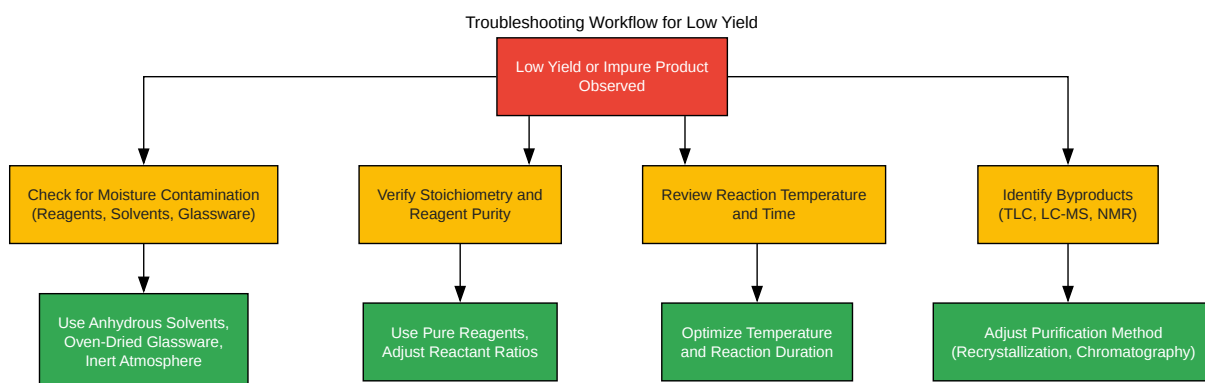 Troubleshooting Workflow for Low Yield
Low Yield or Impure Product
Observed
Check for Moisture Contamination
(Reagents, Solvents, Glassware)
Verify Stoichiometry and
Reagent Purity
Review Reaction Temperature
and Time
Identify Byproducts
(TLC, LC-MS, NMR)
Use Anhydrous Solvents,
Oven-Dried Glassware,
Inert Atmosphere
Use Pure Reagents,
Adjust Reactant Ratios
Optimize Temperature
and Reaction Duration
Adjust Purification Method
(Recrystallization, Chromatography)